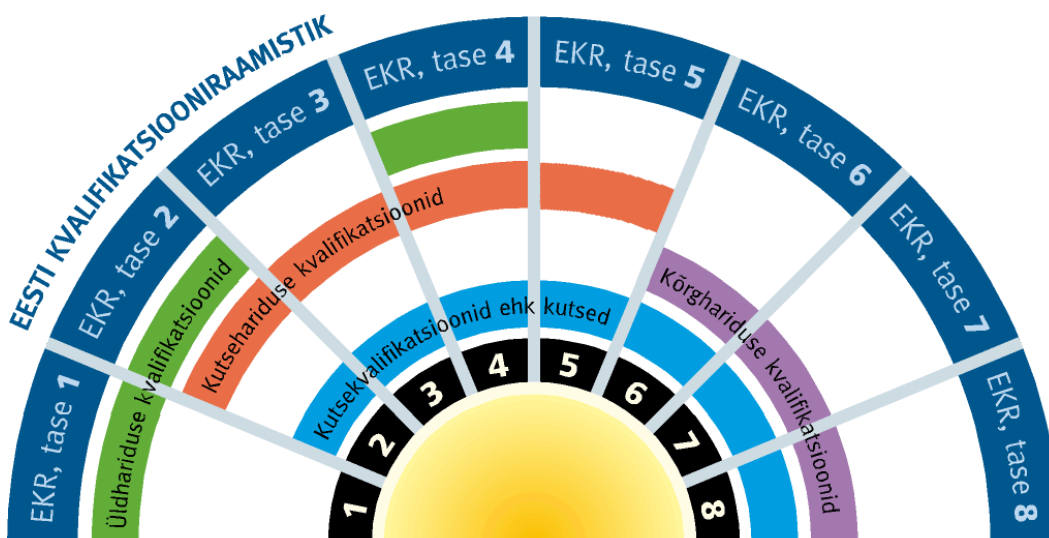 EESTI KVALIFIKATSIOONIRAAMISTIK
EKR, tase 1
EKR, tase 2
EKR, tase 3
EKR, tase 4
EKR, tase 5
EKR, tase 6
EKR, tase 7
EKR, tase 8
Üldhariduse kvalifikatsioonid
Kutsehariduse kvalifikatsioonid
Kutsekvalifikatsioonid ehk kutsed
Kõrghariduse kvalifikatsioonid
1
2
3
4
5
6
7
8